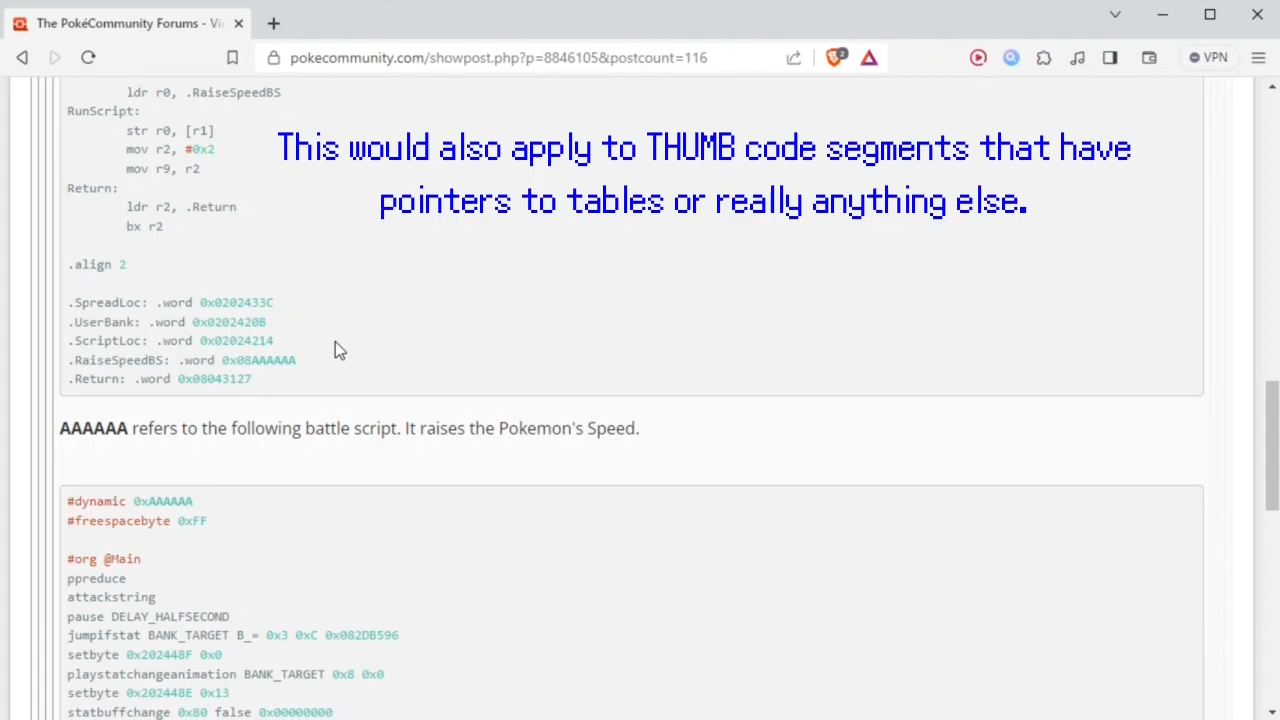 The PokéCommunity Forums - Vi
pokecommunity.com/showpost.php?p=8846105&postcount=116
2
VPN
ldr r0, .RaiseSpeedBS
RunScript:
str r0, [r1]
mov r2, #0x2
mov r9, r2
Return:
ldr r2, .Return
bx r2
This would also apply to THUMB code segments that have
pointers to tables or really anything else.
.align 2
.SpreadLoc: .word 0x0202433C
.UserBank: .word 0x0202420B
.ScriptLoc: .word 0x02024214
.RaiseSpeedBS: .word 0x08AAAAAA
.Return: .word 0x08043127
AAAAAA refers to the following battle script. It raises the Pokemon's Speed.
#dynamic 0xAAAAAA
#freespacebyte 0xFF
#org @Main
ppreduce
attackstring
pause DELAY_HALFSECOND
jumpifstat BANK_TARGET B_= 0x3 0xC 0x082DB596
setbyte 0x202448F 0x0
playstatchangeanimation BANK_TARGET 0x8 0x0
setbyte 0x202448E 0x13
statbuffchange 0x80 false 0x00000000